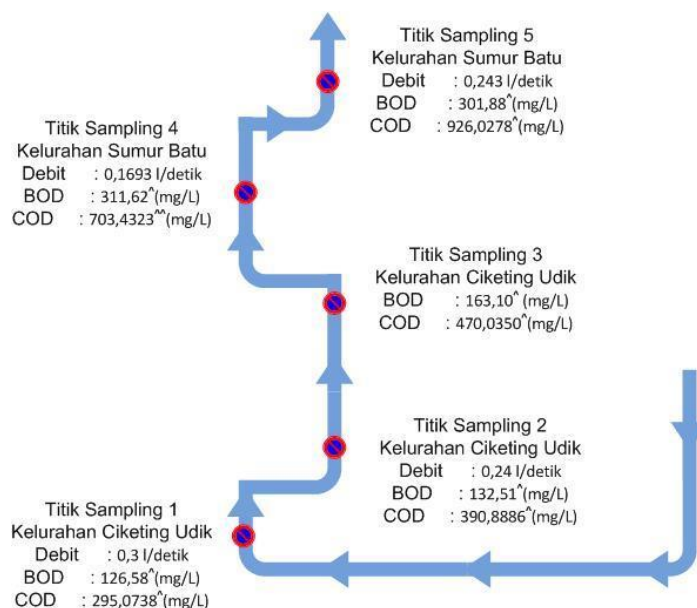 Titik Sampling 5
Kelurahan Sumur Batu
Debit : 0,243 l/detik
BOD : 301,88^(mg/L)
COD : 926,0278^(mg/L)
Titik Sampling 4
Kelurahan Sumur Batu
Debit : 0,1693 l/detik
BOD : 311,62^(mg/L)
COD : 703,4323^^(mg/L)
Titik Sampling 3
Kelurahan Ciketing Udik
BOD : 163,10^ (mg/L)
COD : 470,0350^(mg/L)
Titik Sampling 2
Kelurahan Ciketing Udik
Debit : 0,24 l/detik
BOD : 132,51^(mg/L)
COD : 390,8886^(mg/L)
Titik Sampling 1
Kelurahan Ciketing Udik
Debit : 0,3 l/detik
BOD : 126,58^(mg/L)
COD : 295,0738^(mg/L)